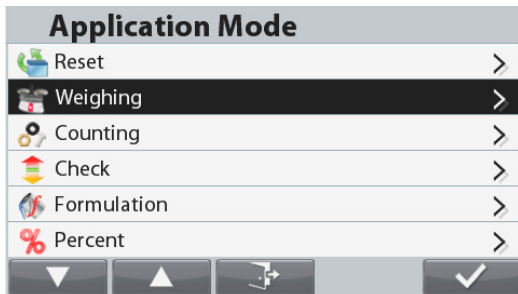 Application Mode
Reset
Weighing
Counting
Check
Formulation
Percent